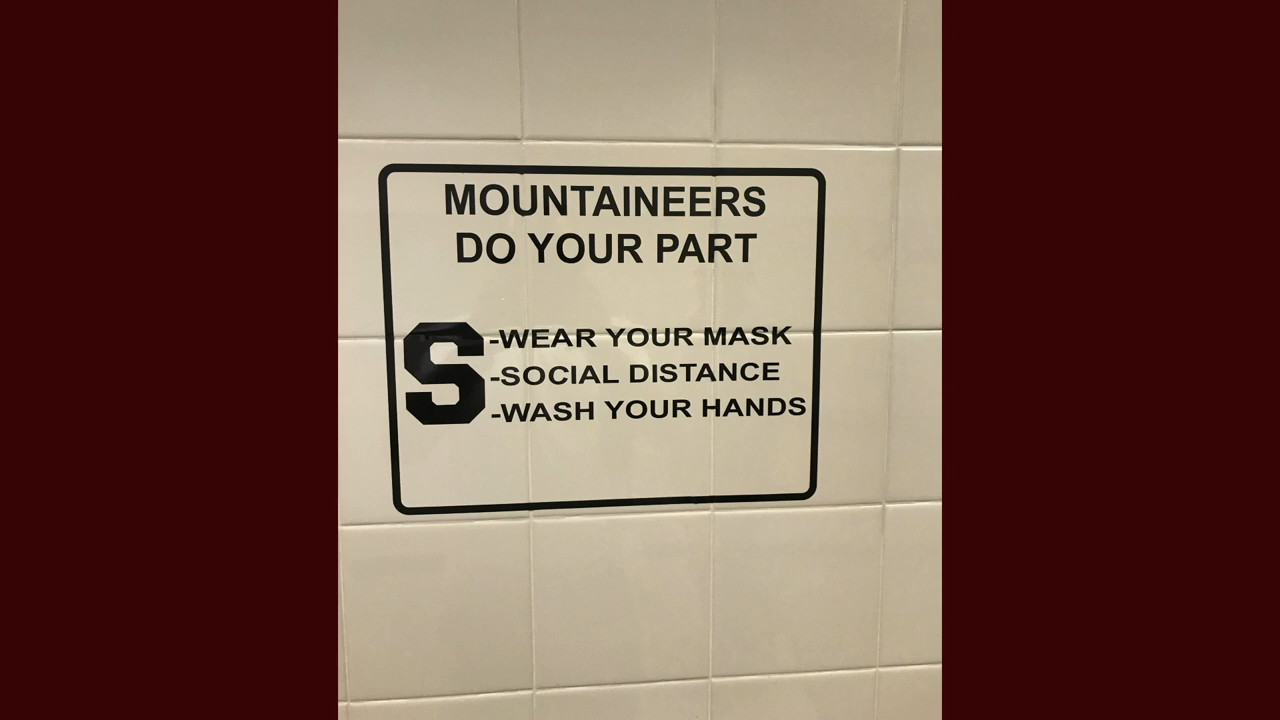 MOUNTAINEERS
DO YOUR PART
S
-WEAR YOUR MASK
-SOCIAL DISTANCE
-WASH YOUR HANDS